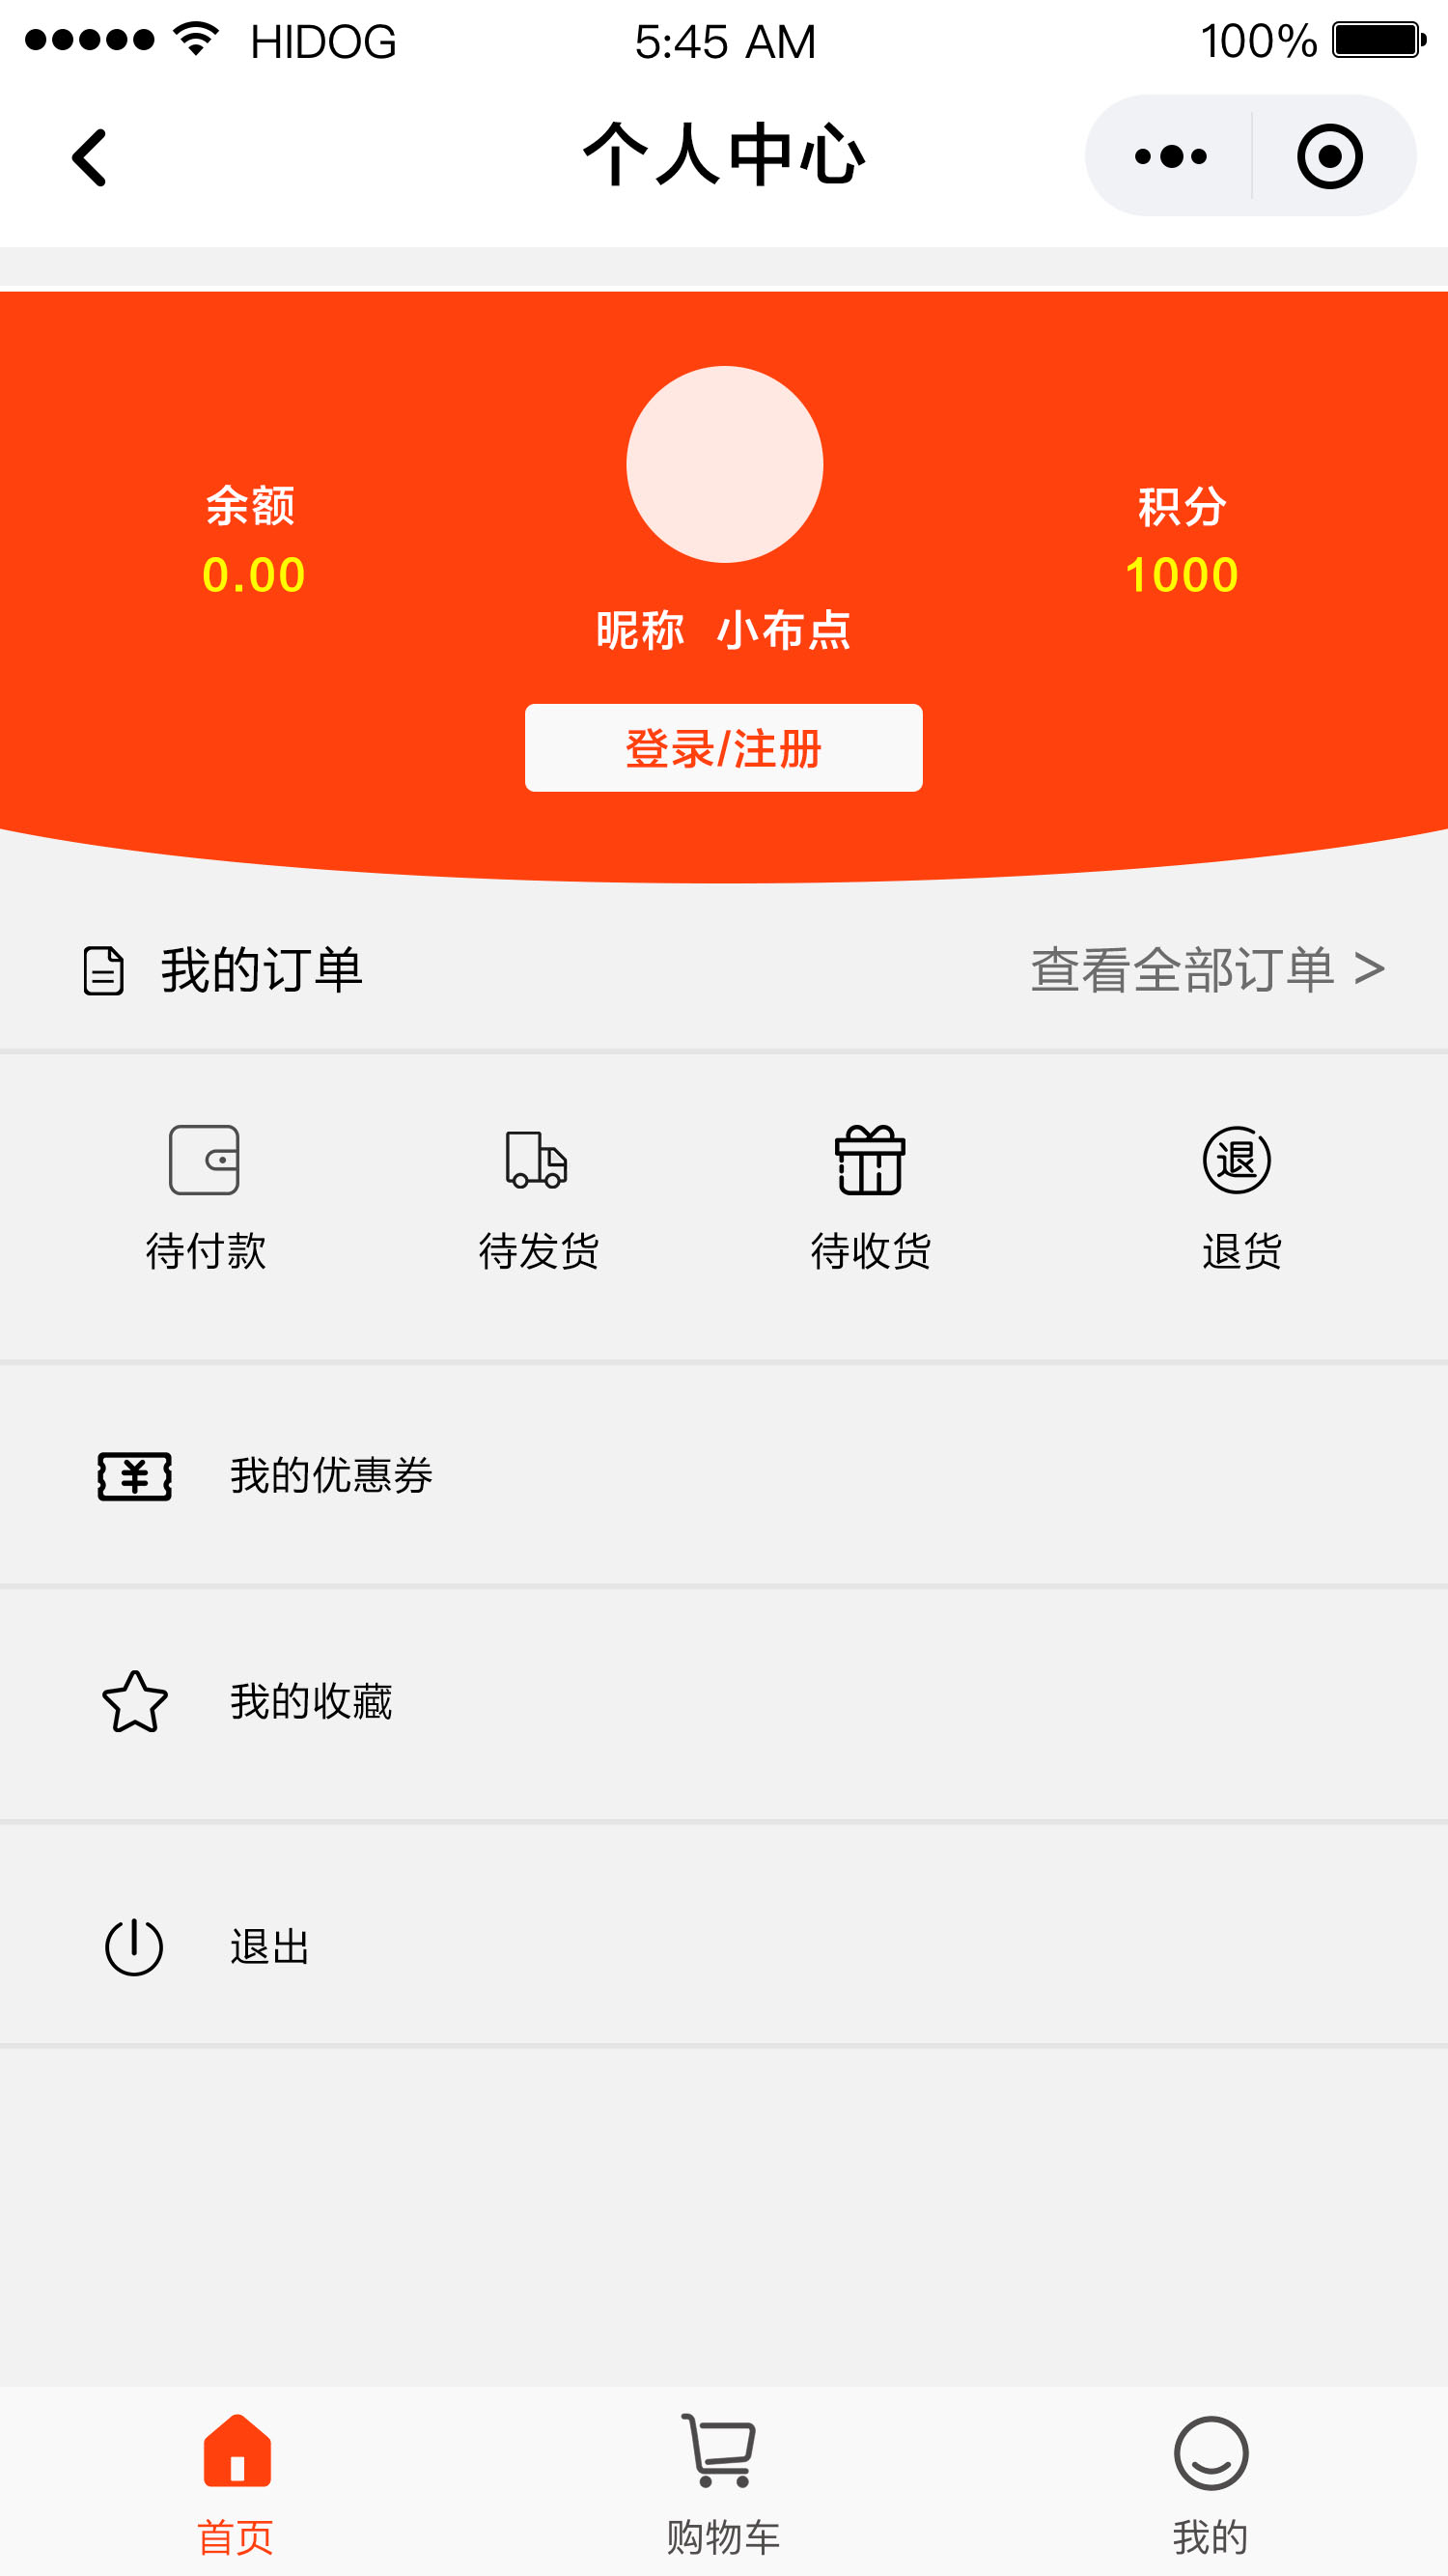 HIDOG 5:45 AM 100%
个人中心
余额
0.00
积分
1000
昵称 小布点
登录/注册
我的订单
查看全部订单 >
退
待付款 待发货 待收货 退货
¥ 我的优惠券
我的收藏
退出
首页 购物车 我的